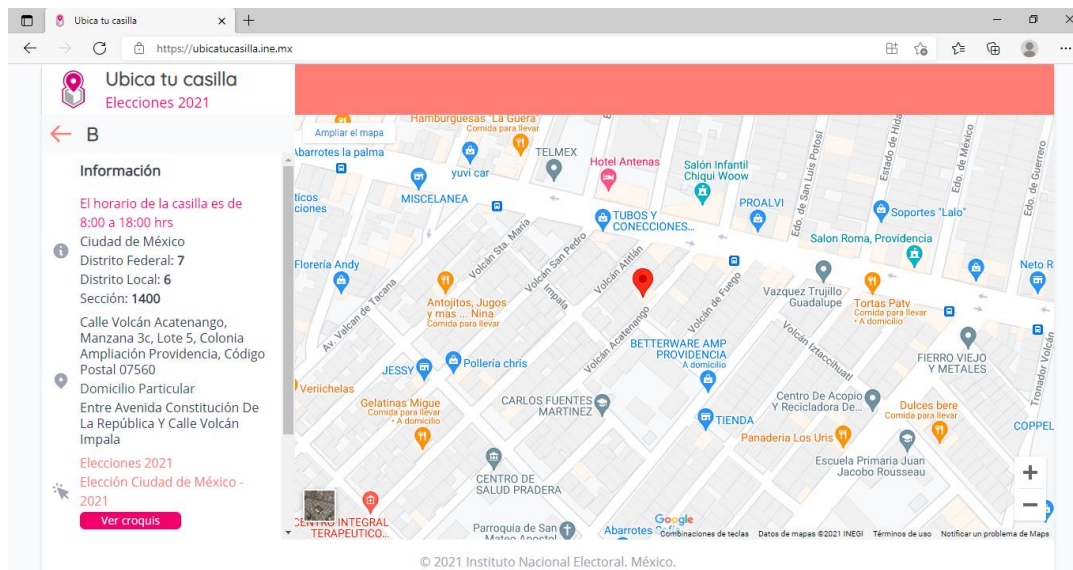 Ubica tu casilla
https://ubicatucasilla.ine.mx
Ubica tu casilla
Elecciones 2021
B
Información
El horario de la casilla es de
8:00 a 18:00 hrs
Ciudad de México
Distrito Federal: 7
Distrito Local: 6
Sección: 1400
Calle Volcán Acatenango,
Manzana 3c, Lote 5, Colonia
Ampliación Providencia, Código
Postal 07560
Domicilio Particular
Entre Avenida Constitución De
La República Y Calle Volcán
Impala
Elecciones 2021
Elección Ciudad de México -
2021
Ver croquis
Ampliar el mapa
Hamburguesas "La Güera"
Comida para llevar
Abarrotes la palma
yuvi car
TELMEX
Hotel Antenas
Salón Infantil
Chiqui Woow
Edo. de San Luis Potosí
Estado de Hida
Edo. de México
Edo. de Guerrero
ticos
ciones
MISCELANEA
TUBOS Y
CONECCIONES...
PROALVI
Soportes "Lalo"
Salon Roma, Providencia
Volcán Sta. María
Volcán San Pedro
Volcán Atitlán
Florería Andy
Neto R
Av. Valcan de Tacana
Impala
Volcán de Fuego
Vazquez Trujillo
Guadalupe
Antojitos, Jugos
y mas ... Nina
Comida para llevar
Tortas Paty
Comida para llevar
• A domicilio
Volcán Acatenango
Volcán Iztaccíhuatl
BETTERWARE AMP
PROVIDENCIA
A domicilio
FIERRO VIEJO
Y METALES
Tronador Volcán
JESSY
Pollería chris
Veriichelas
Gelatinas Migue
Comida para llevar
• A domicilio
CARLOS FUENTES
MARTINEZ
Centro De Acopio
Y Recicladora De...
Dulces bere
Comida para llevar
TIENDA
COPPEL
Panaderia Los Uris
Escuela Primaria Juan
Jacobo Rousseau
CENTRO DE
SALUD PRADERA
CENTRO INTEGRAL
TERAPEUTICO...
Parroquia de San
Mateo Apostol
Abarrotes Sofía
Google
Combinaciones de teclas
Datos de mapas ©2021 INEGI
Términos de uso
Notificar un problema de Maps
© 2021 Instituto Nacional Electoral. México.